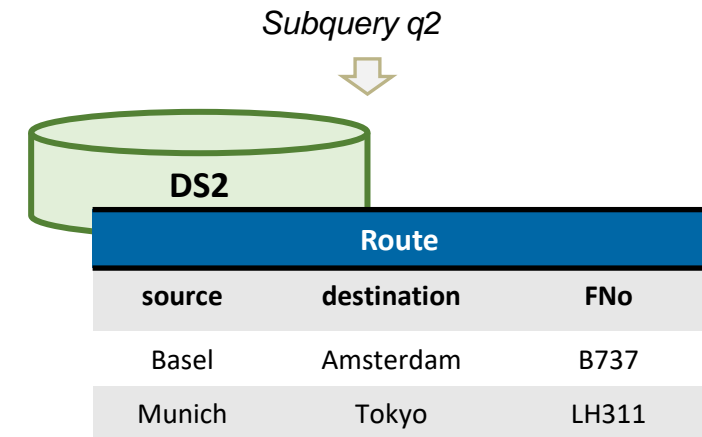 Subquery q2
DS2
Route
source destination FNo
Basel Amsterdam B737
Munich Tokyo LH311